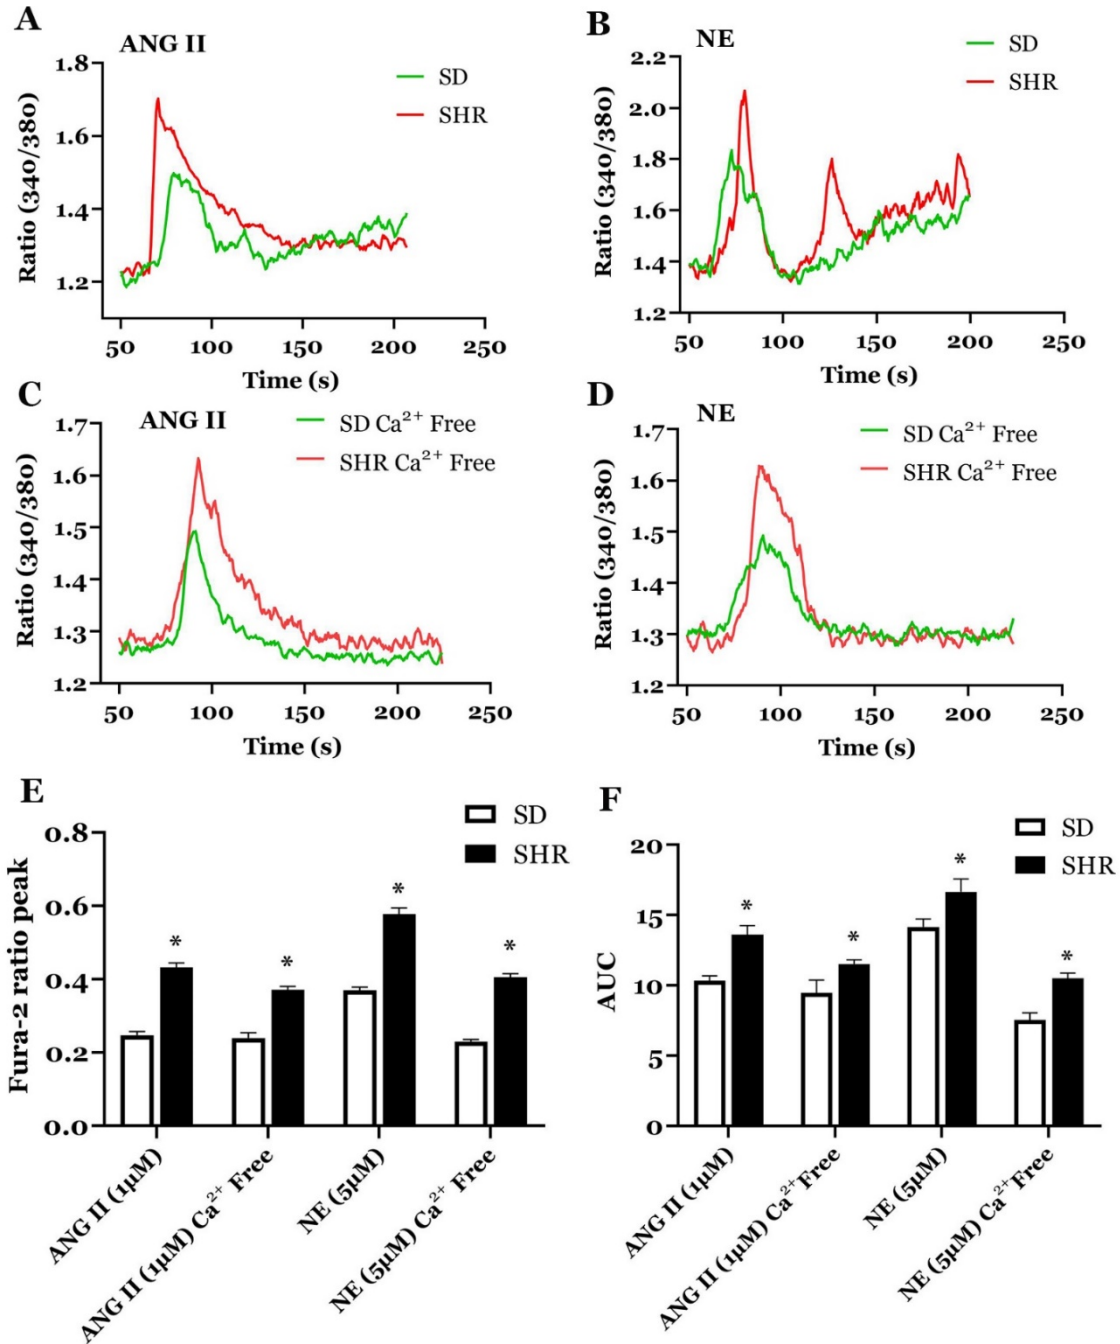 A
ANG II
SD
SHR
Ratio (340/380)
1.8
1.6
1.4
1.2
50 100 150 200 250
Time (s)
B
NE
SD
SHR
Ratio (340/380)
2.2
2.0
1.8
1.6
1.4
1.2
50 100 150 200 250
Time (s)
C
ANG II
SD Ca²⁺ Free
SHR Ca²⁺ Free
Ratio (340/380)
1.7
1.6
1.5
1.4
1.3
1.2
50 100 150 200 250
Time (s)
D
NE
SD Ca²⁺ Free
SHR Ca²⁺ Free
Ratio (340/380)
1.7
1.6
1.5
1.4
1.3
1.2
50 100 150 200 250
Time (s)
E
SD
SHR
Fura-2 ratio peak
0.8
0.6
0.4
0.2
0.0
* * * *
ANG II (1μM)
ANG II (1μM) Ca²⁺ Free
NE (5μM)
NE (5μM) Ca²⁺ Free
F
SD
SHR
AUC
20
15
10
5
0
* * * *
ANG II (1μM)
ANG II (1μM) Ca²⁺Free
NE (5μM)
NE (5μM) Ca²⁺Free